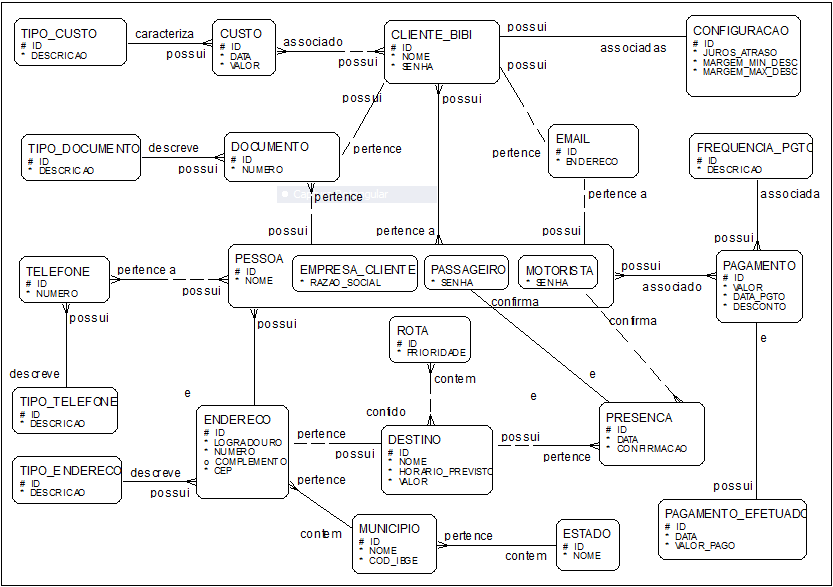 TIPO_CUSTO
# ID
* DESCRICAO
caracteriza
possui
CUSTO
# ID
* DATA
* VALOR
associado
possui
CLIENTE_BIBI
# ID
* NOME
* SENHA
possui
associadas
possui
CONFIGURACAO
# ID
* JUROS_ATRASO
* MARGEM_MIN_DESC
* MARGEM_MAX_DESC
possui
possui
TIPO_DOCUMENTO
# ID
* DESCRICAO
descreve
possui
DOCUMENTO
# ID
* NUMERO
pertence
pertence
EMAIL
# ID
* ENDERECO
FREQUENCIA_PGTO
# ID
* DESCRICAO
pertence
possui
pertence a
pertence a
possui
associada
possui
TELEFONE
# ID
* NUMERO
pertence a
possui
PESSOA
# ID
* NOME
EMPRESA_CLIENTE
* RAZAO_SOCIAL
PASSAGEIRO
* SENHA
MOTORISTA
* SENHA
possui
associado
PAGAMENTO
# ID
* VALOR
* DATA_PGTO
* DESCONTO
possui
descreve
possui
e
confirma
confirma
e
e
e
possui
ROTA
# ID
* PRIORIDADE
contem
contido
TIPO_TELEFONE
# ID
* DESCRICAO
ENDERECO
# ID
* LOGRADOURO
* NUMERO
o COMPLEMENTO
* CEP
pertence
possui
DESTINO
# ID
* NOME
* HORARIO_PREVISTO
* VALOR
possui
pertence
PRESENCA
# ID
* DATA
* CONFIRMACAO
TIPO_ENDERECO
# ID
* DESCRICAO
descreve
possui
pertence
contem
MUNICIPIO
# ID
* NOME
* COD_IBGE
pertence
contem
ESTADO
# ID
* NOME
PAGAMENTO_EFETUADO
# ID
* DATA
* VALOR_PAGO